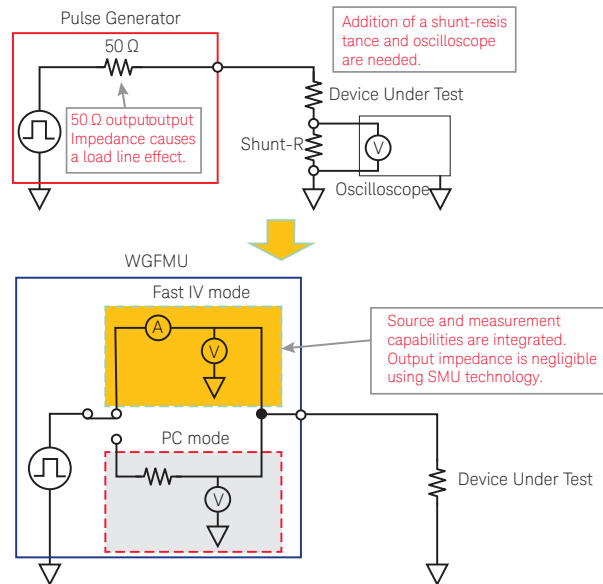 Pulse Generator
50 Ω
Addition of a shunt-resis
tance and oscilloscope
are needed.
50 Ω outputoutput
Impedance causes
a load line effect.
Device Under Test
Shunt-R
V
Oscilloscope
WGFMU
Fast IV mode
A
V
Source and measurement
capabilities are integrated.
Output impedance is negligible
using SMU technology.
PC mode
V
Device Under Test